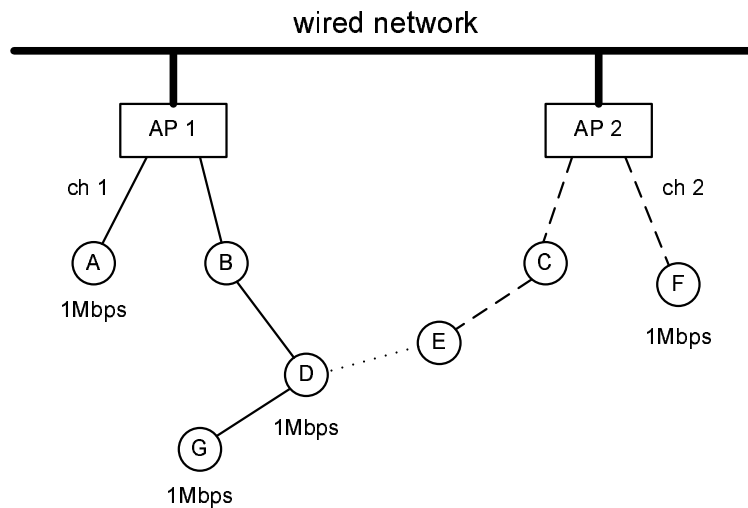 wired network
AP 1
AP 2
ch 1
ch 2
A
B
C
F
1Mbps
1Mbps
E
D
1Mbps
G
1Mbps